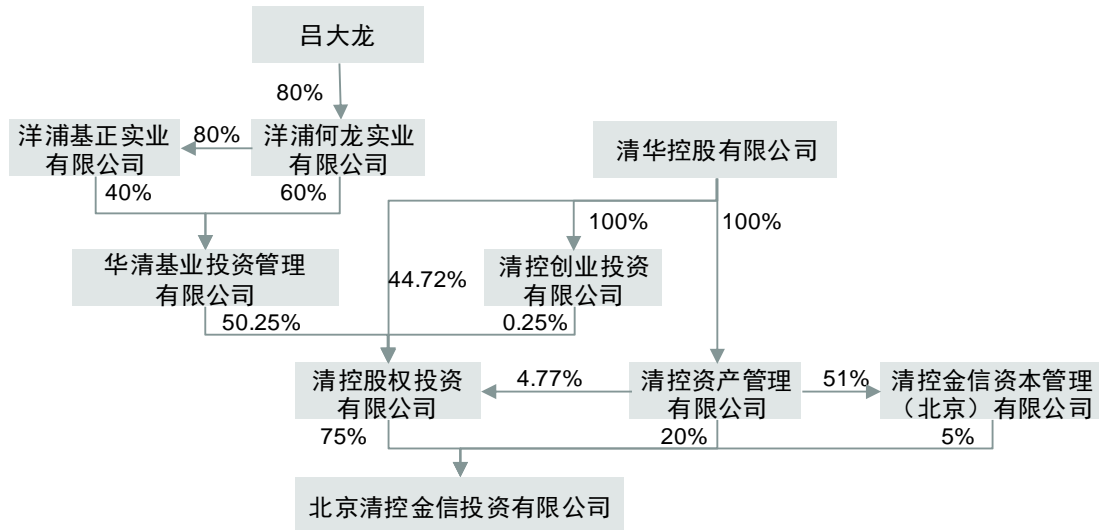 吕大龙
80%
洋浦基正实业
有限公司
80%
洋浦何龙实业
有限公司
清华控股有限公司
40%
60%
100%
100%
华清基业投资管理
有限公司
44.72%
清控创业投资
有限公司
50.25%
0.25%
清控股权投资
有限公司
4.77%
清控资产管理
有限公司
51%
清控金信资本管理
（北京）有限公司
75%
20%
5%
北京清控金信投资有限公司